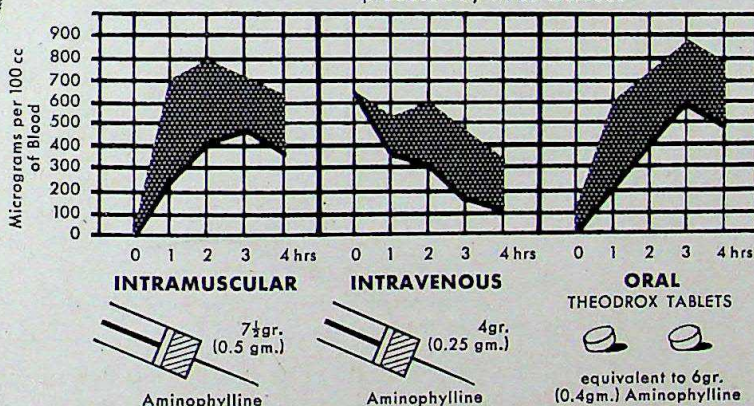 900
800
700
600
500
400
300
200
100
0
Micrograms per 100 cc
of Blood
0 1 2 3 4 hrs
0 1 2 3 4 hrs
0 1 2 3 4 hrs
INTRAMUSCULAR
INTRAVENOUS
ORAL
THEODROX TABLETS
7½gr.
(0.5 gm.)
Aminophylline
4gr.
(0.25 gm.)
Aminophylline
equivalent to 6gr.
(0.4gm.) Aminophylline